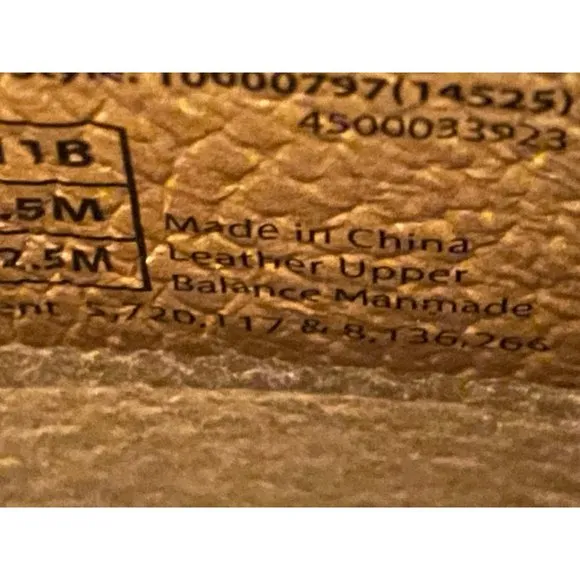 10000797(14525)
4500033923
11B
.5M
2.5M
Made in China
Leather Upper
Balance Manmade
ent 5,720,117 & 8,136,266